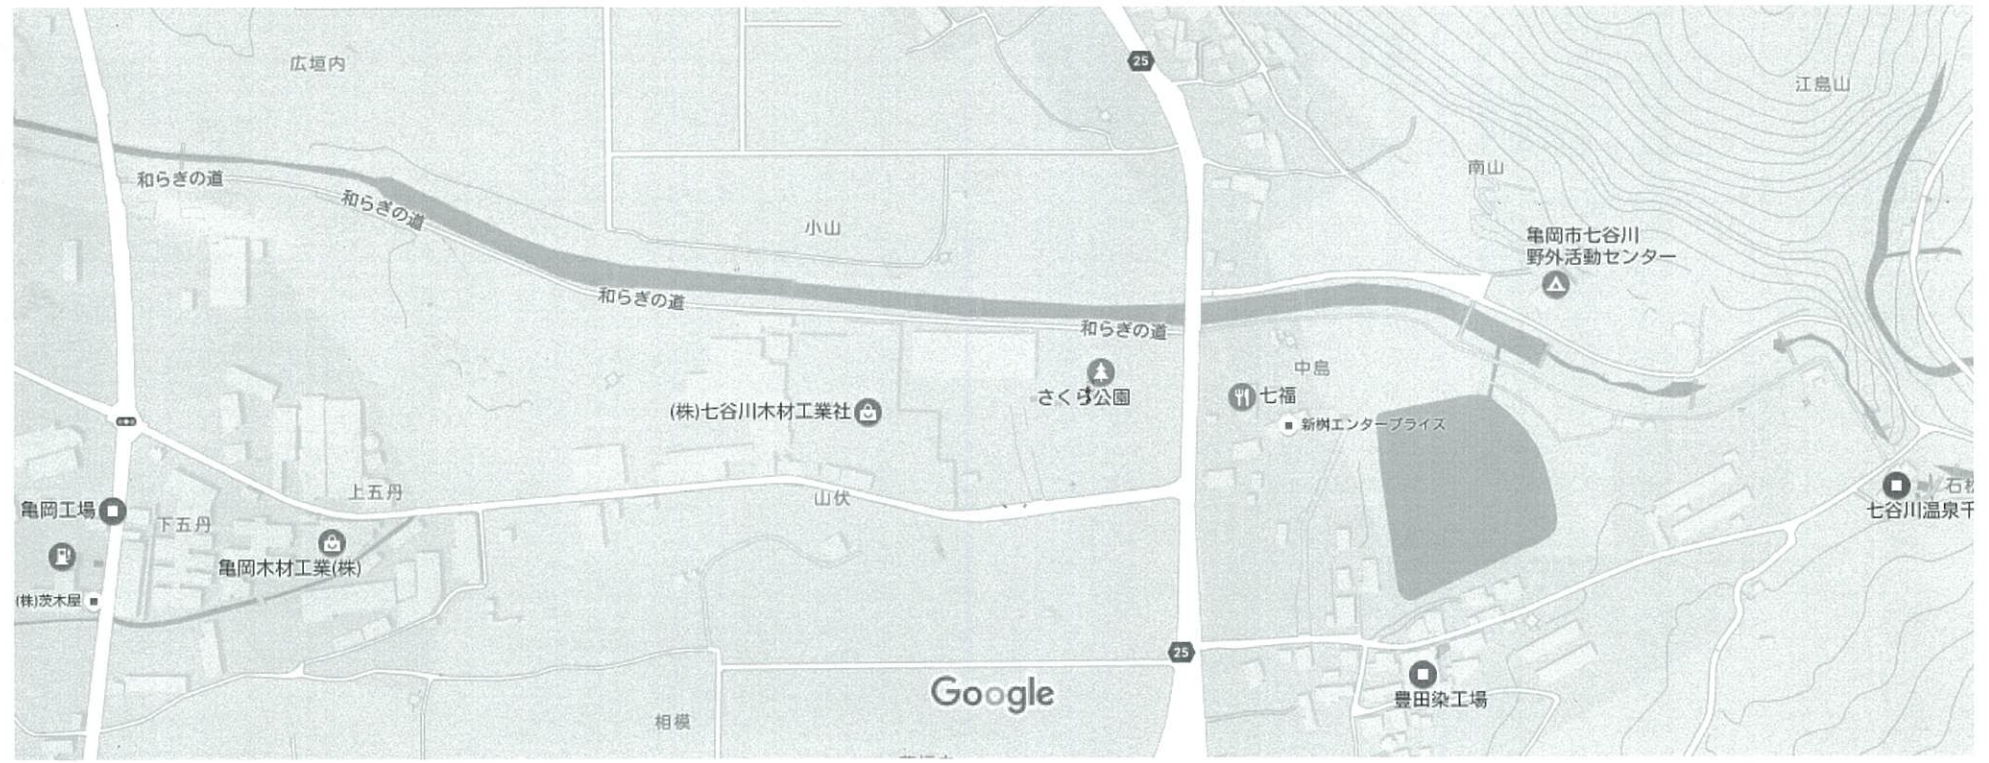 25
広垣内
江島山
南山
和らぎの道
和らぎの道
小山
亀岡市七谷川
野外活動センター
和らぎの道
和らぎの道
中島
さくら公園
七福
(株)七谷川木材工業社
新桝エンタープライズ
上五丹
山伏
亀岡工場
下五丹
七谷川温泉千
亀岡木材工業(株)
(株)茨木屋
25
Google
豊田染工場
相模